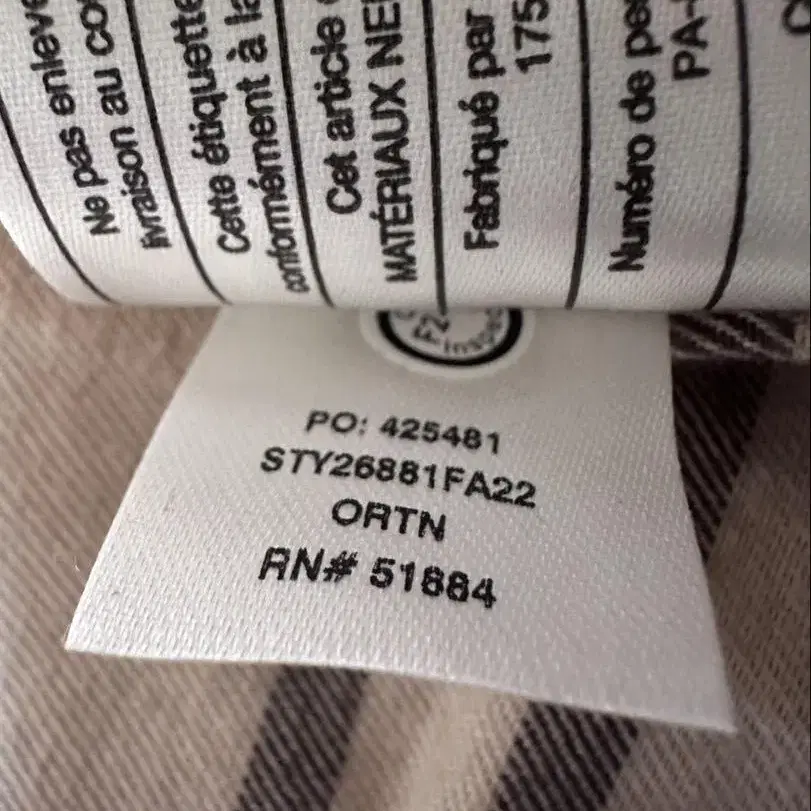 Ne pas enleve
livraison au co
Cette étiquette
conformément à la
Cet article
MATÉRIAUX NE
Fabriqué par
175
Numéro de pe
PA-
PO: 425481
STY26881FA22
ORTN
RN# 51884